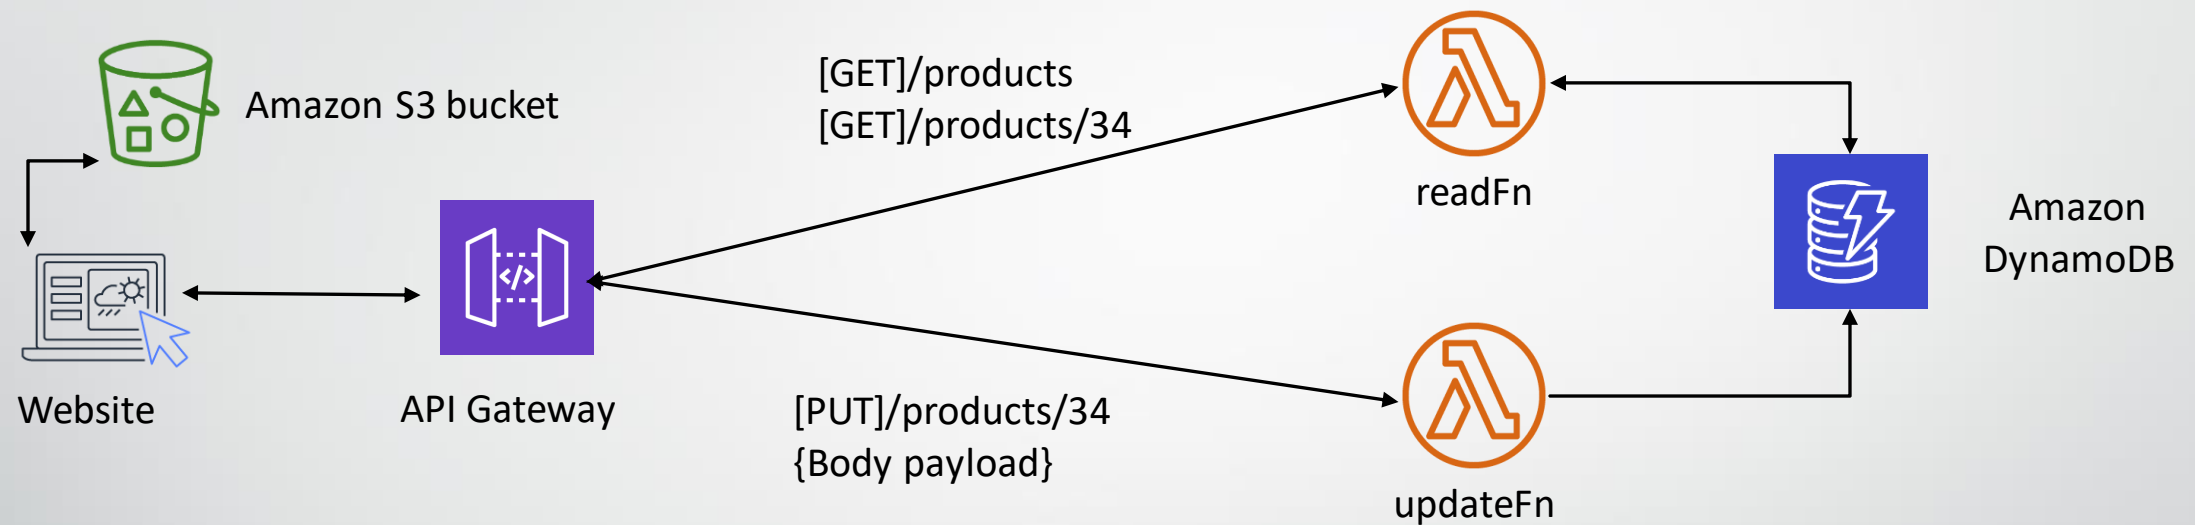 Amazon S3 bucket
Website
API Gateway
</>
[GET]/products
[GET]/products/34
[PUT]/products/34
{Body payload}
readFn
updateFn
Amazon
DynamoDB